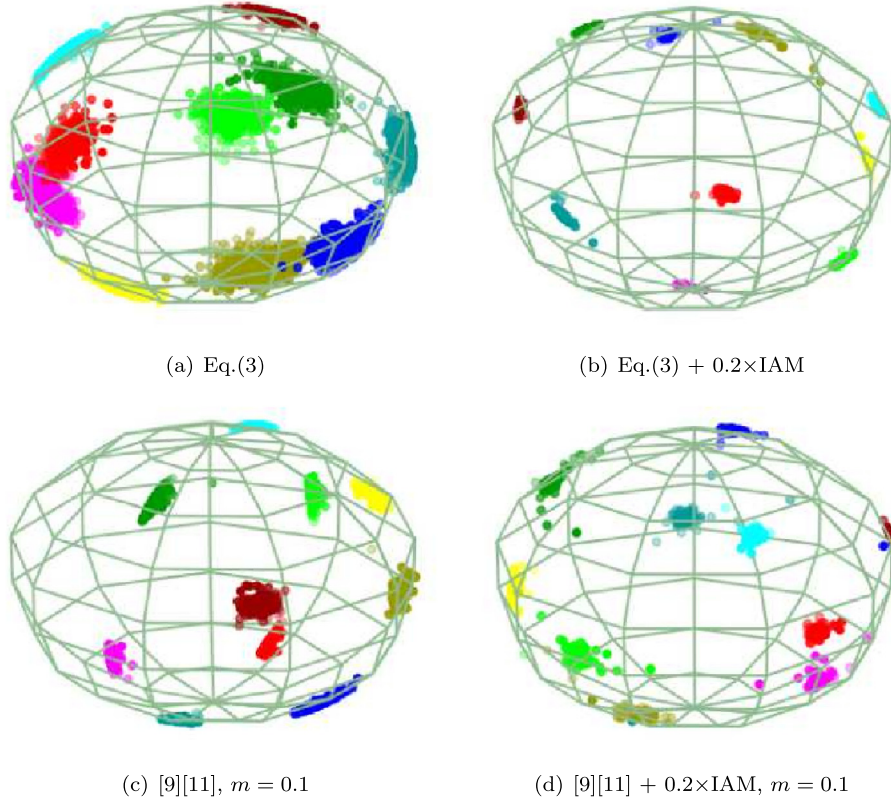 (a) Eq.(3)
(b) Eq.(3) + 0.2×IAM
(c) [9][11], m = 0.1
(d) [9][11] + 0.2×IAM, m = 0.1